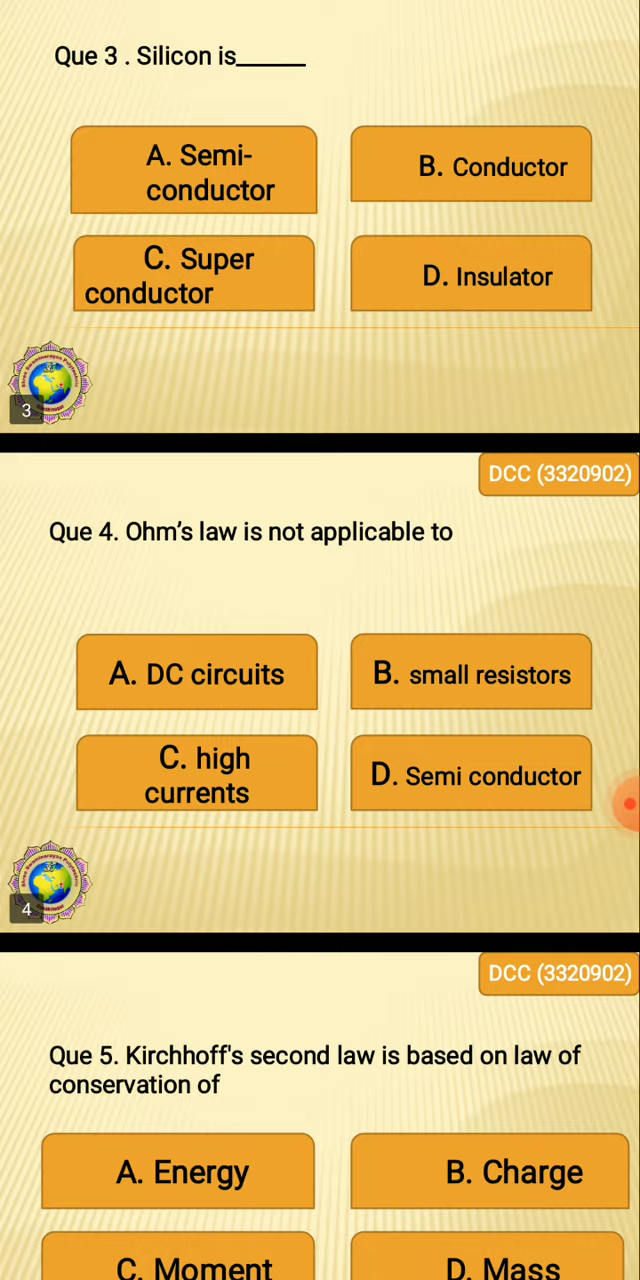 Que 3 . Silicon is______
A. Semi-
conductor
B. Conductor
C. Super
conductor
D. Insulator
3
DCC (3320902)
Que 4. Ohm’s law is not applicable to
A. DC circuits
B. small resistors
C. high
currents
D. Semi conductor
4
DCC (3320902)
Que 5. Kirchhoff's second law is based on law of
conservation of
A. Energy
B. Charge
C. Moment
D. Mass